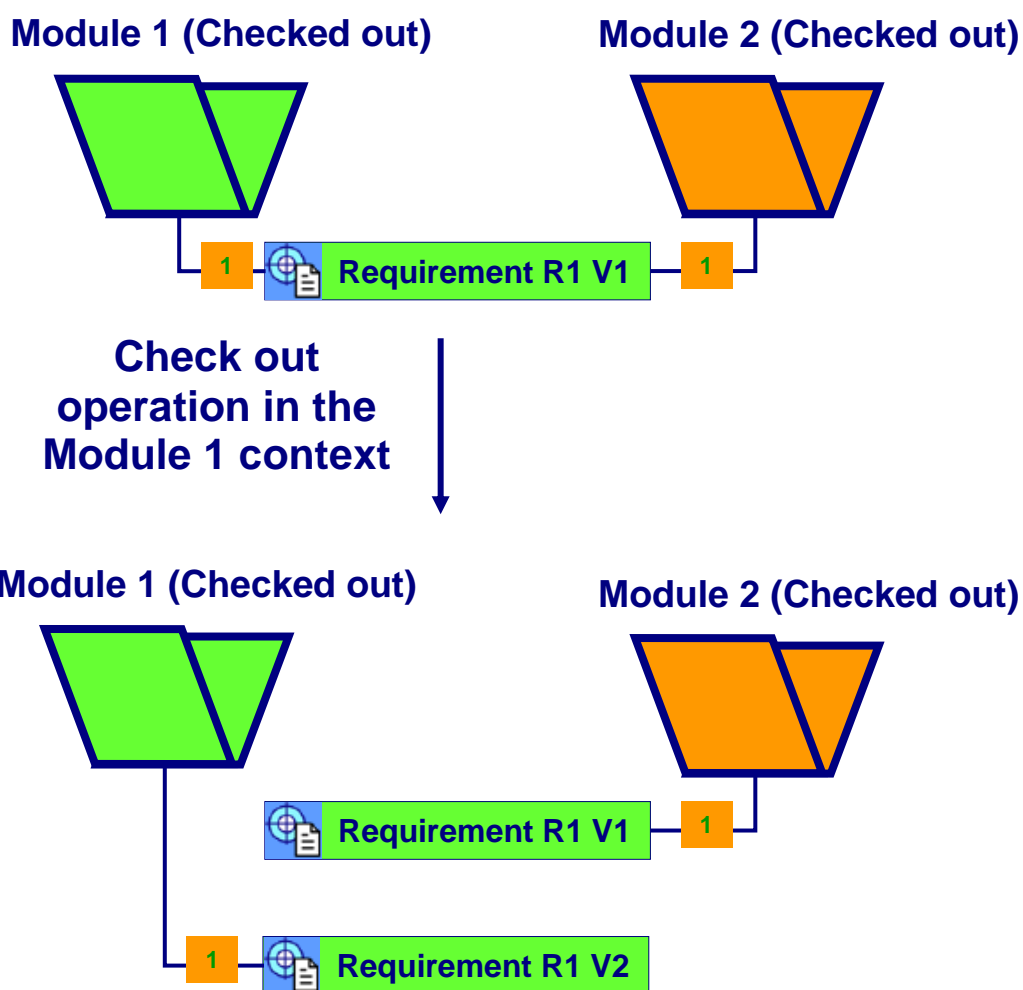 Module 1 (Checked out)
Module 2 (Checked out)
1
Requirement R1 V1
1
Check out
operation in the
Module 1 context
Module 1 (Checked out)
Module 2 (Checked out)
Requirement R1 V1
1
1
Requirement R1 V2